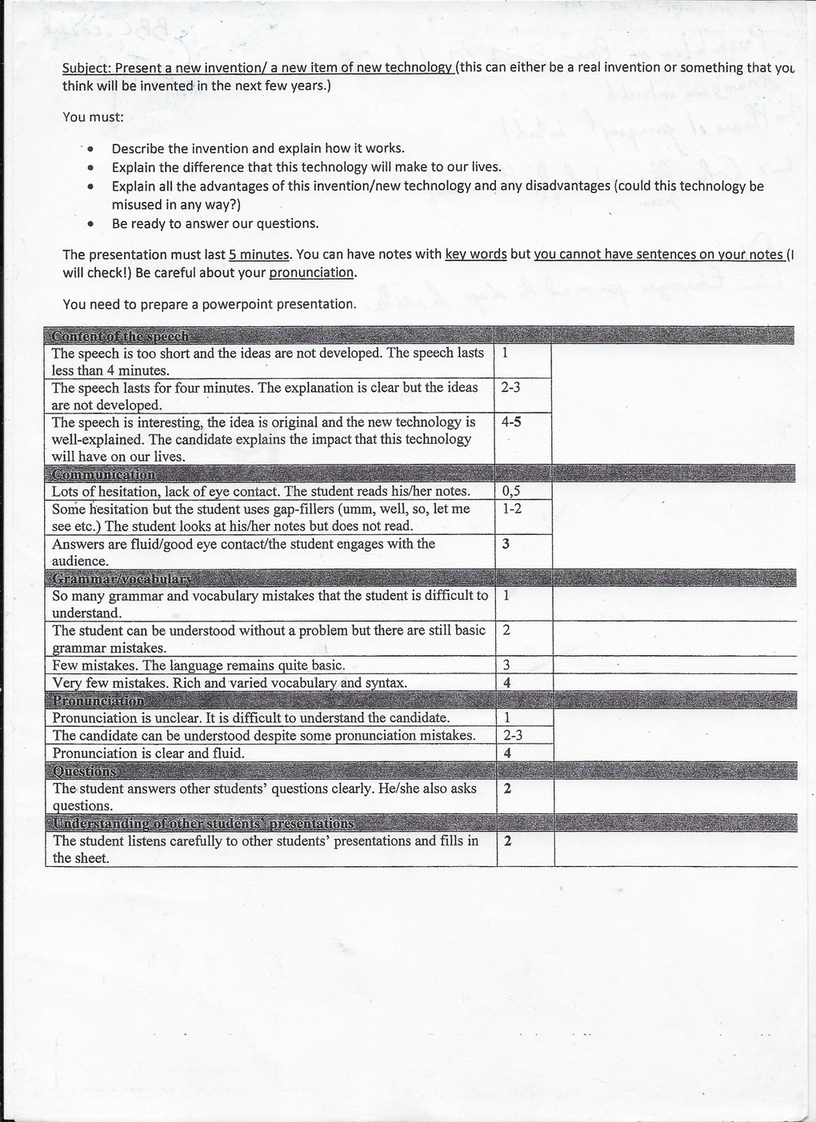 Subject: Present a new invention/ a new item of new technology (this can either be a real invention or something that you
think will be invented in the next few years.)
You must:
• Describe the invention and explain how it works.
• Explain the difference that this technology will make to our lives.
• Explain all the advantages of this invention/new technology and any disadvantages (could this technology be
misused in any way?)
• Be ready to answer our questions.
The presentation must last 5 minutes. You can have notes with key words but you cannot have sentences on your notes (I
will check!) Be careful about your pronunciation.
You need to prepare a powerpoint presentation.
Content of the speech
The speech is too short and the ideas are not developed. The speech lasts 1
less than 4 minutes.
The speech lasts for four minutes. The explanation is clear but the ideas 2-3
are not developed.
The speech is interesting, the idea is original and the new technology is 4-5
well-explained. The candidate explains the impact that this technology
will have on our lives.
Communication
Lots of hesitation, lack of eye contact. The student reads his/her notes. 0,5
Some hesitation but the student uses gap-fillers (umm, well, so, let me 1-2
see etc.) The student looks at his/her notes but does not read.
Answers are fluid/good eye contact/the student engages with the 3
audience.
Grammar/vocabulary
So many grammar and vocabulary mistakes that the student is difficult to 1
understand.
The student can be understood without a problem but there are still basic 2
grammar mistakes.
Few mistakes. The language remains quite basic. 3
Very few mistakes. Rich and varied vocabulary and syntax. 4
Pronunciation
Pronunciation is unclear. It is difficult to understand the candidate. 1
The candidate can be understood despite some pronunciation mistakes. 2-3
Pronunciation is clear and fluid. 4
Questions
The student answers other students' questions clearly. He/she also asks 2
questions.
Understanding of other students' presentations
The student listens carefully to other students' presentations and fills in 2
the sheet.